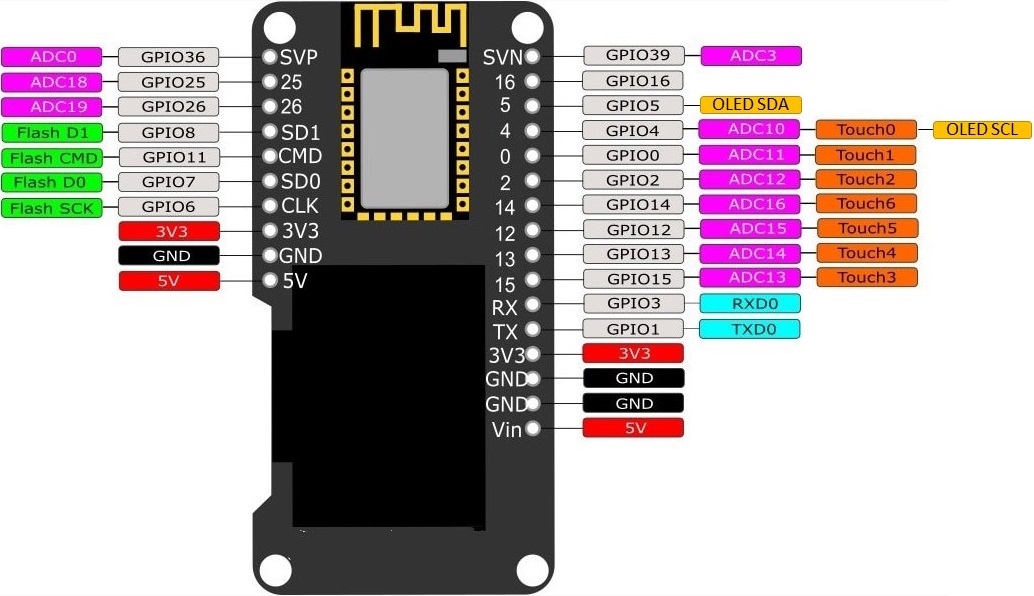 ADC0 GPIO36 SVP SVN GPIO39 ADC3
ADC18 GPIO25 25 16 GPIO16
ADC19 GPIO26 26 5 GPIO5 OLED SDA
Flash D1 GPIO8 SD1 4 GPIO4 ADC10 Touch0 OLED SCL
Flash CMD GPIO11 CMD 0 GPIO0 ADC11 Touch1
Flash D0 GPIO7 SD0 2 GPIO2 ADC12 Touch2
Flash SCK GPIO6 CLK 14 GPIO14 ADC16 Touch6
3V3 3V3 12 GPIO12 ADC15 Touch5
GND GND 13 GPIO13 ADC14 Touch4
5V 5V 15 GPIO15 ADC13 Touch3
RX GPIO3 RXD0
TX GPIO1 TXD0
3V3 3V3
GND GND
GND GND
Vin 5V